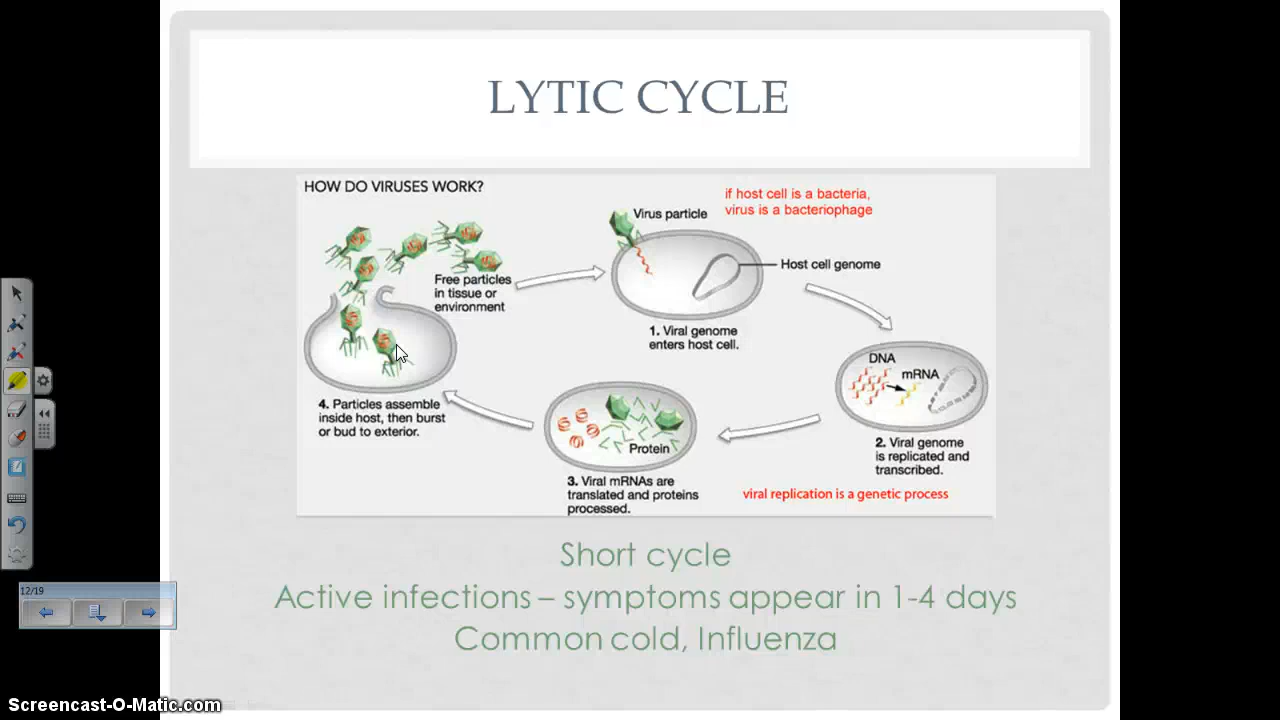 LYTIC CYCLE
HOW DO VIRUSES WORK?
Virus particle
if host cell is a bacteria,
virus is a bacteriophage
Host cell genome
Free particles
in tissue or
environment
1. Viral genome
enters host cell.
DNA
mRNA
2. Viral genome
is replicated and
transcribed.
viral replication is a genetic process
Protein
3. Viral mRNAs are
translated and proteins
processed.
4. Particles assemble
inside host, then burst
or bud to exterior.
Short cycle
Active infections – symptoms appear in 1-4 days
Common cold, Influenza
12/19
Screencast-O-Matic.com